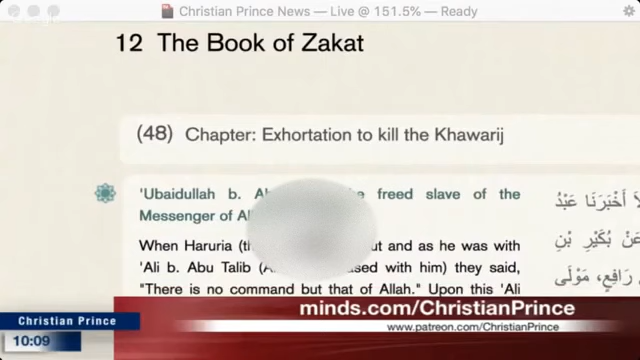 Christian Prince News — Live @ 151.5% — Ready
12 The Book of Zakat
(48) Chapter: Exhortation to kill the Khawarij
'Ubaidullah b. freed slave of the
Messenger of
When Haruria out and as he was with
'Ali b. Abu Talib with him) they said,
"There is no command but that of Allah." Upon this 'Ali
أَخْبَرَنَا عَبْدُ
عَنْ بُكَيْرِ بْنِ
رَافِعٍ، مَوْلَى
minds.com/ChristianPrince
www.patreon.com/ChristianPrince
Christian Prince
10:09